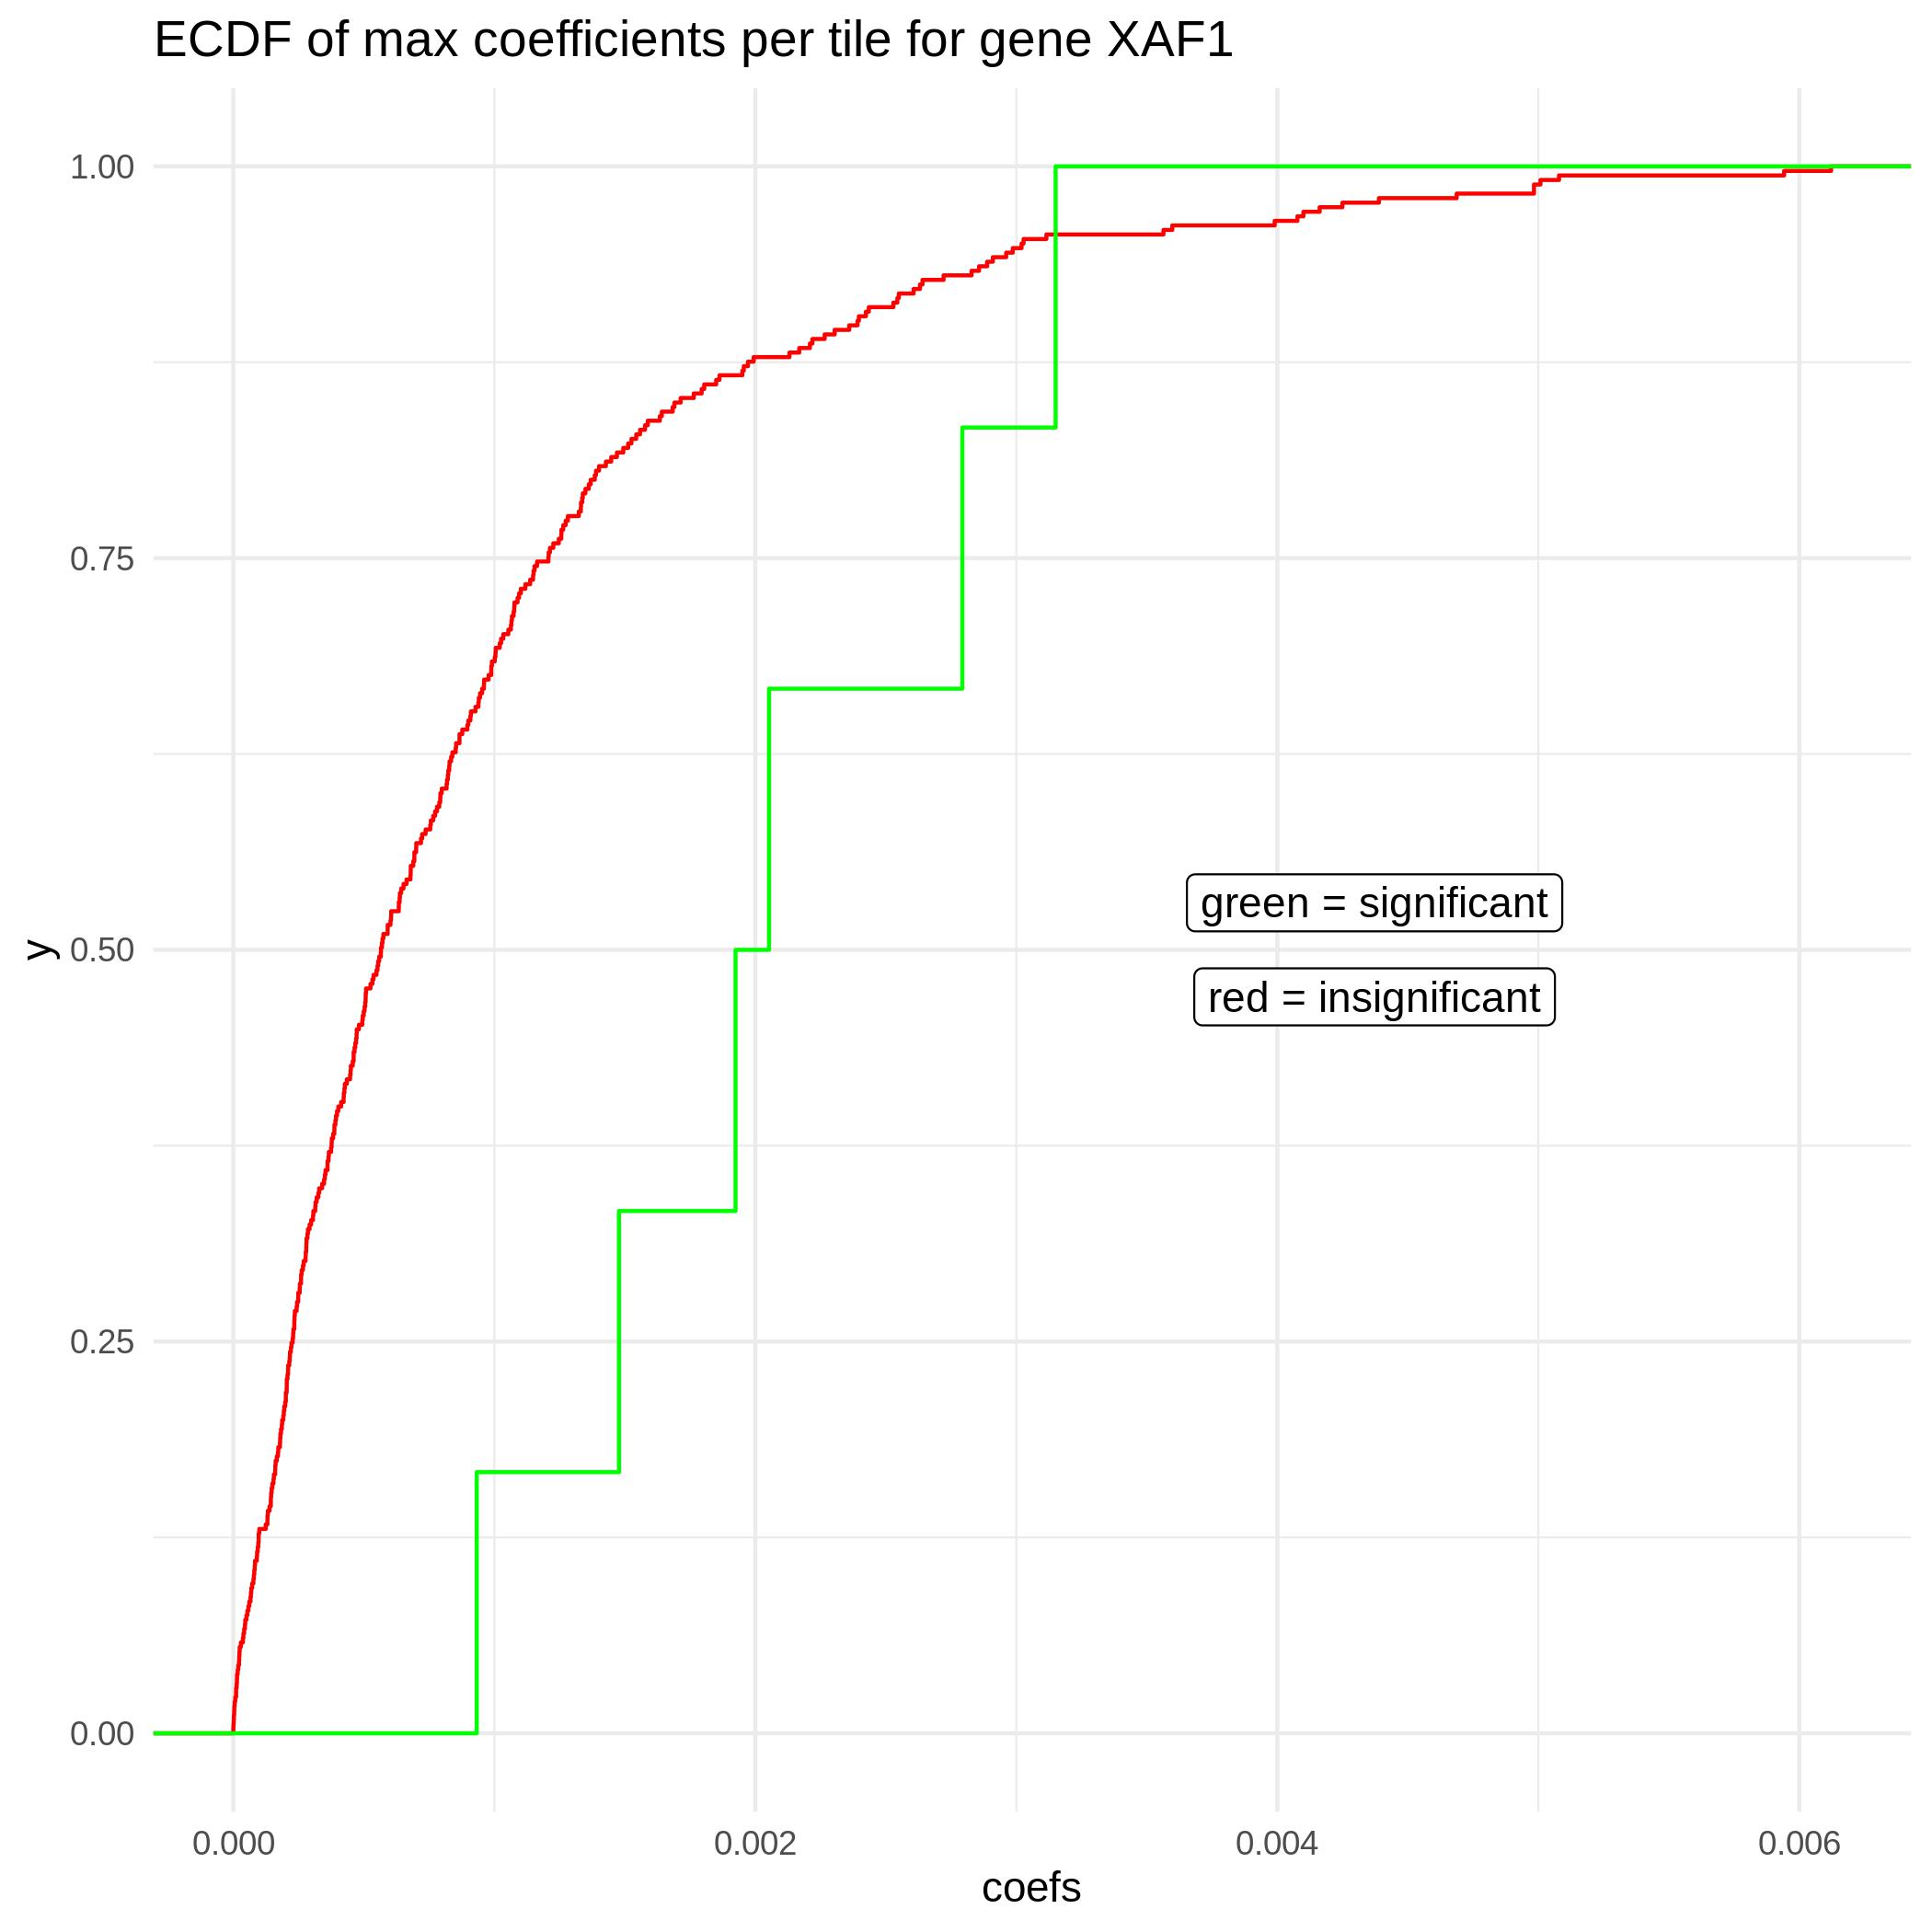 ECDF of max coefficients per tile for gene XAF1
1.00
0.75
0.50
0.25
0.00
y
green = significant
red = insignificant
0.000 0.002 0.004 0.006
coefs